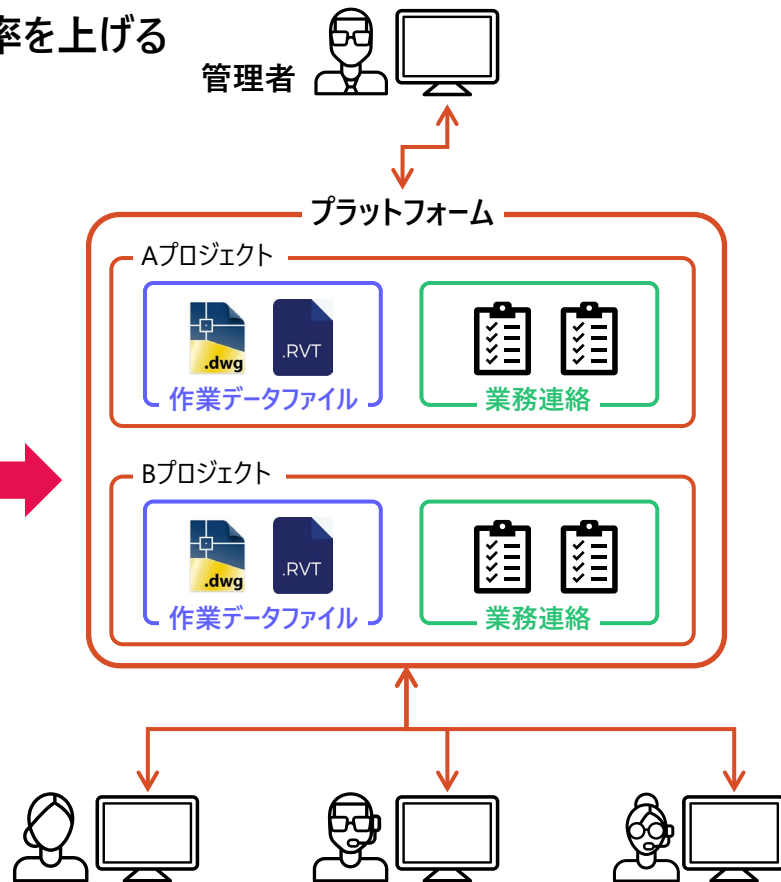 率を上げる
管理者
プラットフォーム
Aプロジェクト
.dwg
.RVT
作業データファイル
業務連絡
Bプロジェクト
.dwg
.RVT
作業データファイル
業務連絡